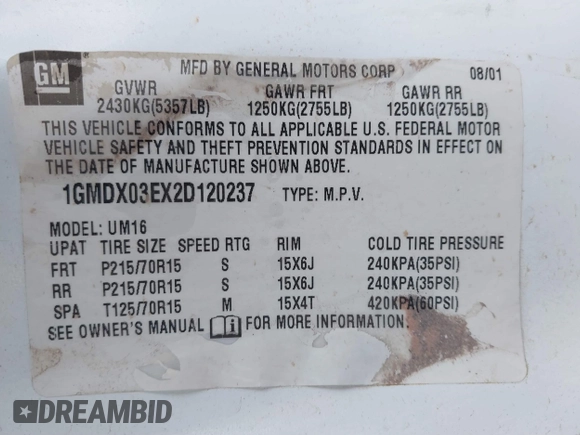 GM
MFD BY GENERAL MOTORS CORP 08/01
GVWR GAWR FRT GAWR RR
2430KG(5357LB) 1250KG(2755LB) 1250KG(2755LB)
THIS VEHICLE CONFORMS TO ALL APPLICABLE U.S. FEDERAL MOTOR
VEHICLE SAFETY AND THEFT PREVENTION STANDARDS IN EFFECT ON
THE DATE OF MANUFACTURE SHOWN ABOVE.
1GMDX03EX2D120237 TYPE: M.P.V.
MODEL: UM16
UPAT TIRE SIZE SPEED RTG RIM COLD TIRE PRESSURE
FRT P215/70R15 S 15X6J 240KPA(35PSI)
RR P215/70R15 S 15X6J 240KPA(35PSI)
SPA T125/70R15 M 15X4T 420KPA(60PSI)
SEE OWNER'S MANUAL FOR MORE INFORMATION.
DREAMBID